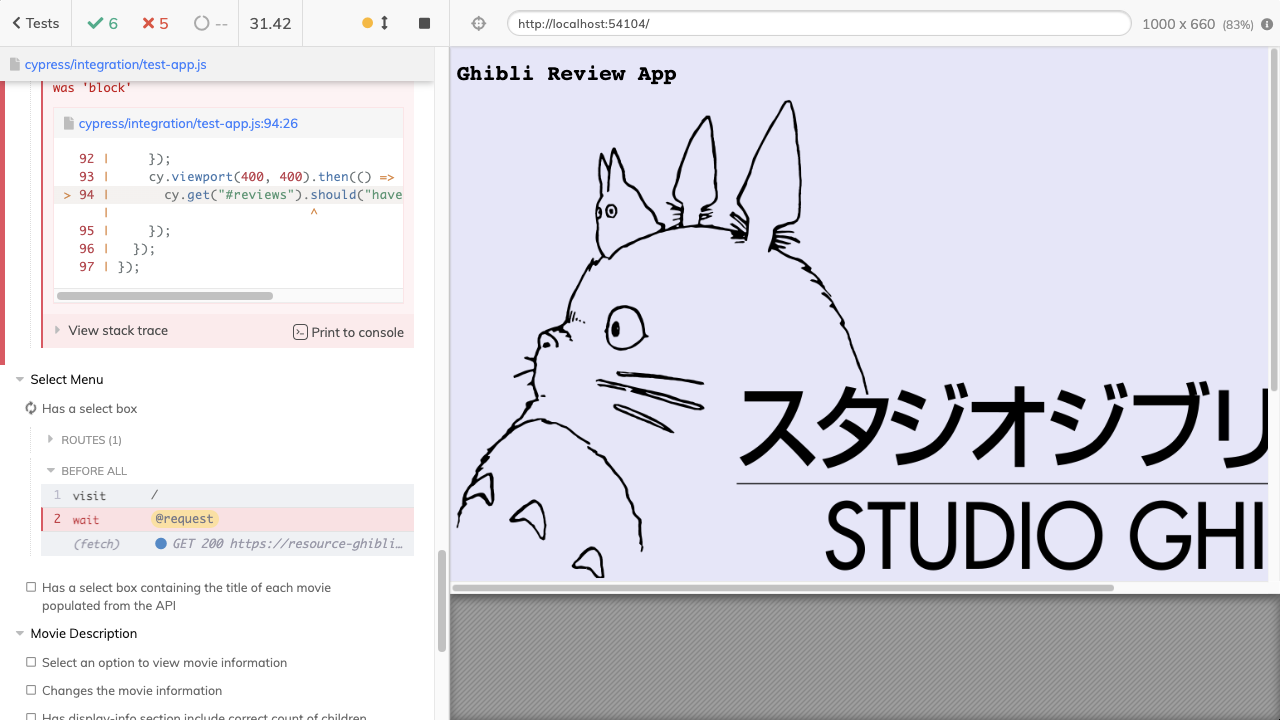 Tests
6
5
--
31.42
http://localhost:54104/
1000 x 660 (83%)
cypress/integration/test-app.js
was 'block'
cypress/integration/test-app.js:94:26
92 | });
93 | cy.viewport(400, 400).then(() =>
> 94 | cy.get("#reviews").should("have
| ^
95 | });
96 | });
97 | });
View stack trace
Print to console
Select Menu
Has a select box
ROUTES (1)
BEFORE ALL
1 visit /
2 wait @request
(fetch) GET 200 https://resource-ghibli…
Has a select box containing the title of each movie
populated from the API
Movie Description
Select an option to view movie information
Changes the movie information
Has display-info section include correct count of children
Ghibli Review App
スタジオジブリ
STUDIO GHI